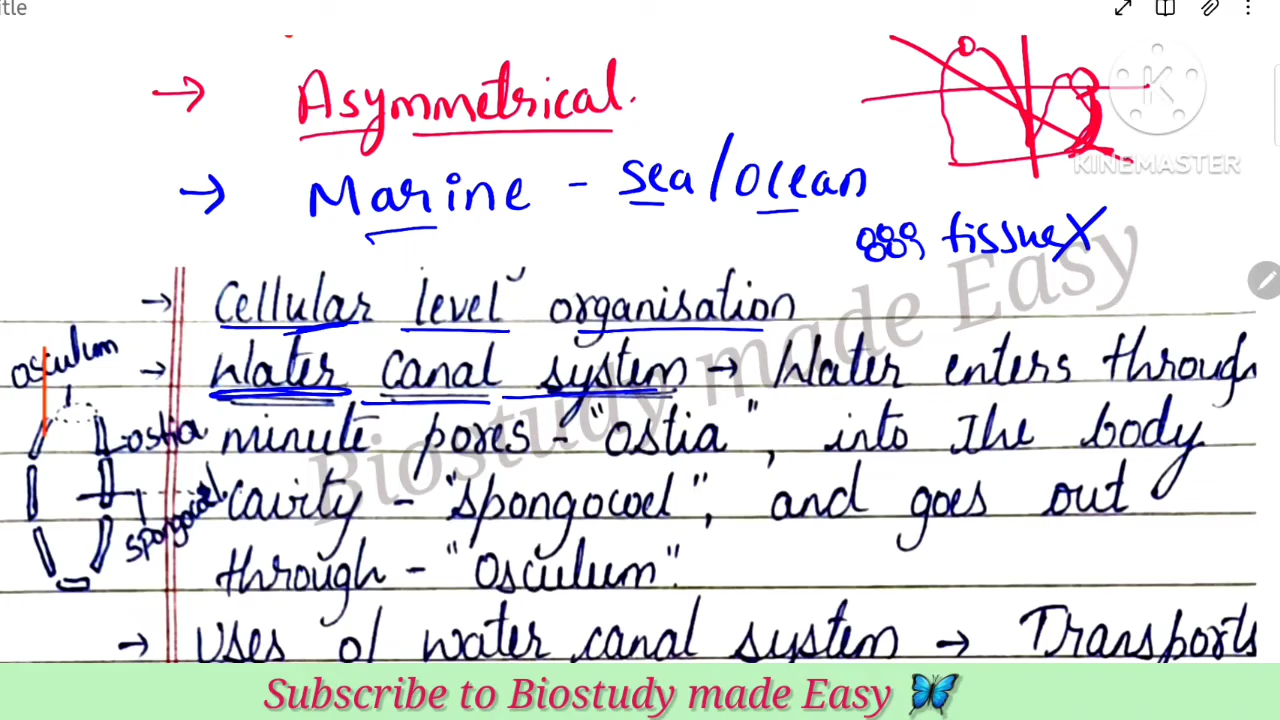 itle
→ Asymmetrical.
KINEMASTER
→ Marine - sea/ocean
tissue X
→ Cellular level organisation
osculum
→ Water canal system → Water enters through
ostia
minute pores - "ostia", into the body
cavity - "spongocoel", and goes out
spongocoel
through - "osculum".
→ Uses of water canal system → Transports
Biostudy made Easy
Subscribe to Biostudy made Easy 🦋